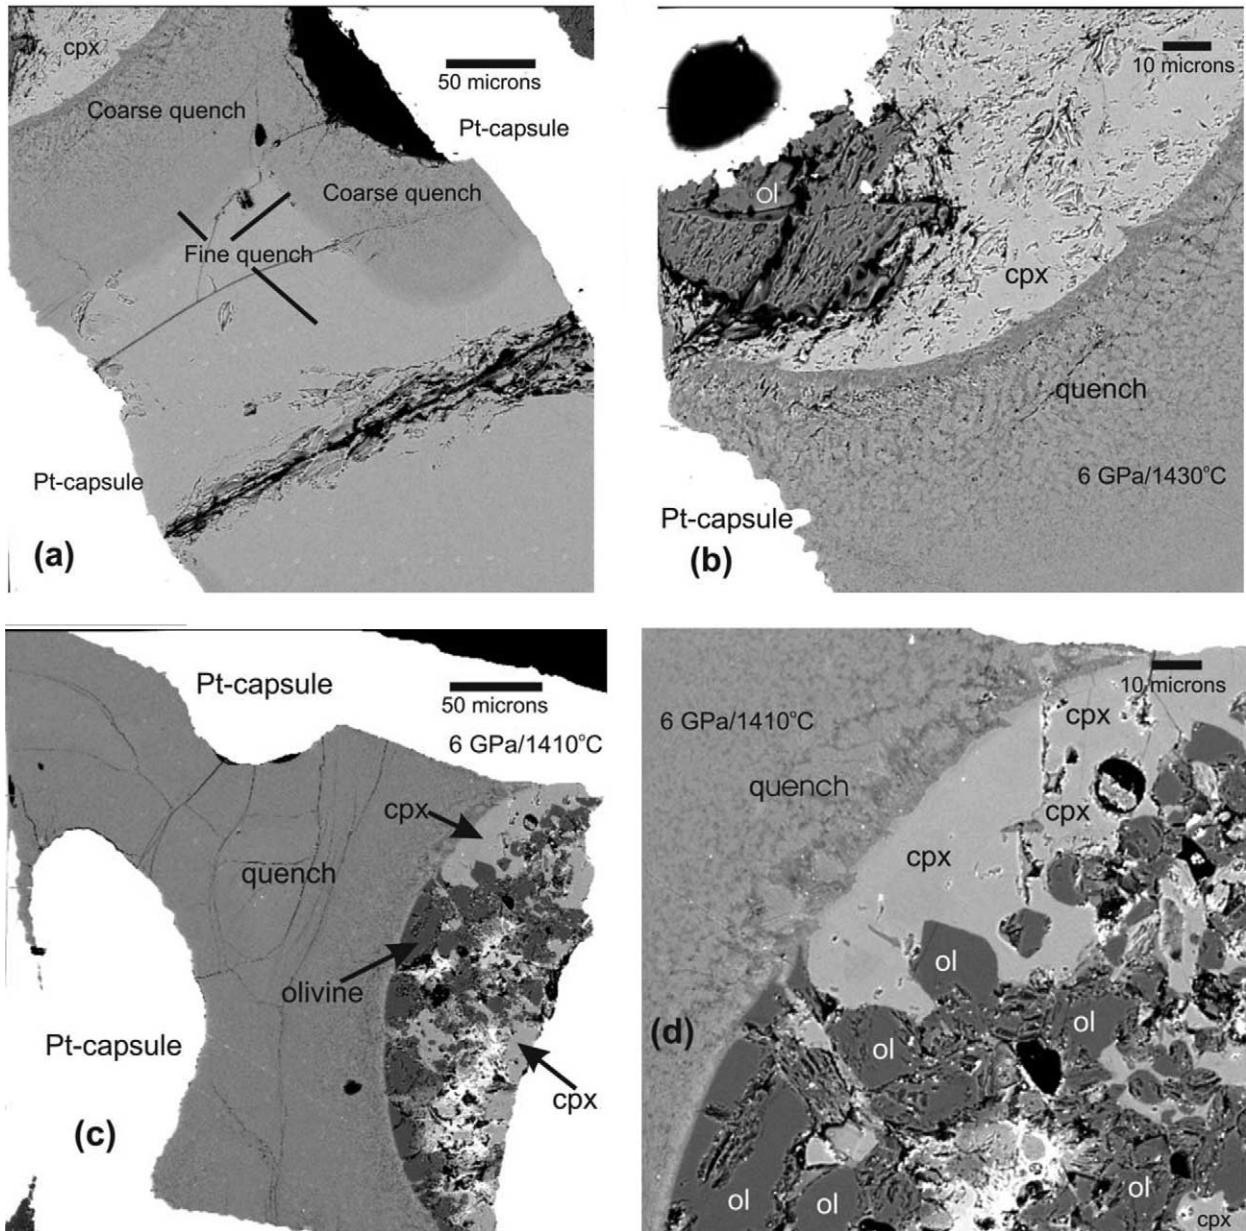 cpx
50 microns
Coarse quench
Pt-capsule
Coarse quench
Fine quench
Pt-capsule
(a)
10 microns
ol
cpx
quench
6 GPa/1430°C
Pt-capsule
(b)
Pt-capsule
50 microns
6 GPa/1410°C
cpx
quench
olivine
Pt-capsule
cpx
(c)
10 microns
6 GPa/1410°C
cpx
quench
cpx
cpx
ol
(d)
ol
ol
ol
ol
ol
cpx